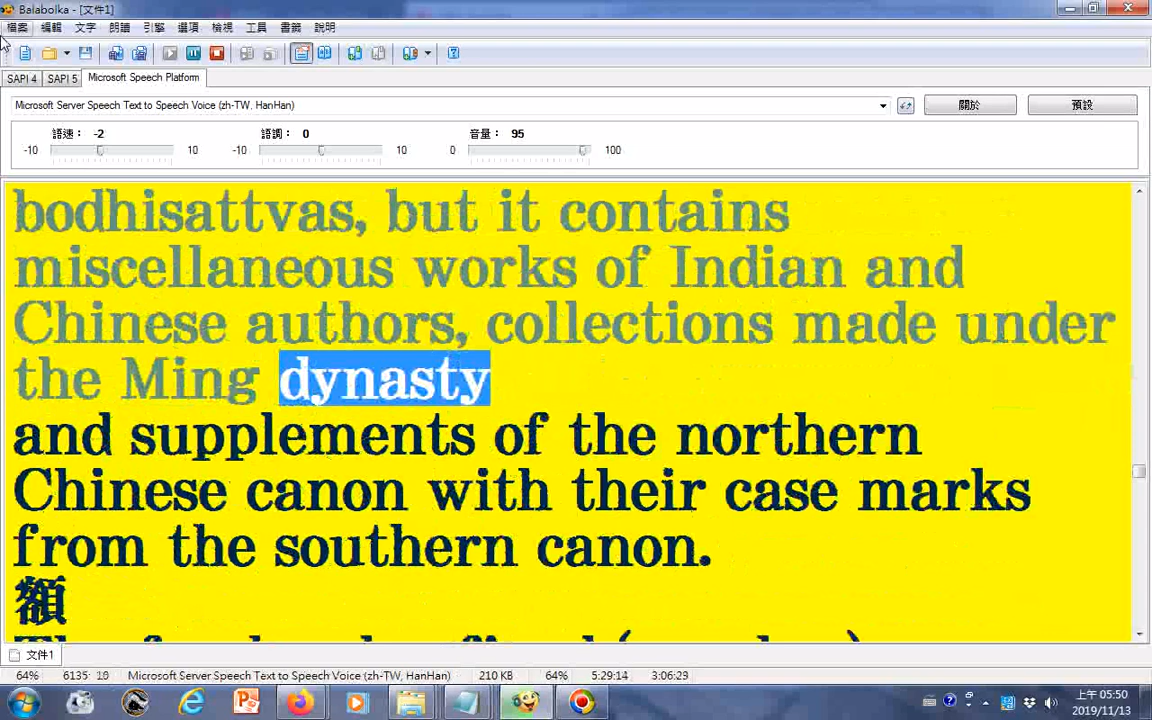 Balabolka - [文件1]
檔案 編輯 文字 朗讀 引擎 選項 檢視 工具 書籤 說明
SAPI 4 SAPI 5 Microsoft Speech Platform
Microsoft Server Speech Text to Speech Voice (zh-TW, HanHan) 關於 預設
語速： -2 語調： 0 音量： 95
-10 10 -10 10 0 100
bodhisattvas, but it contains
miscellaneous works of Indian and
Chinese authors, collections made under
the Ming dynasty
and supplements of the northern
Chinese canon with their case marks
from the southern canon.
額
文件1
64% 6135: 10 Microsoft Server Speech Text to Speech Voice (zh-TW, HanHan) 210 KB 64% 5:29:14 3:06:29
上午 05:50
2019/11/13